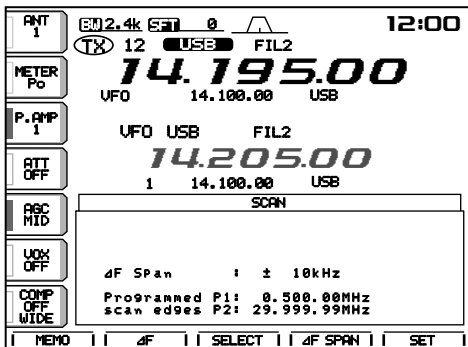 ANT 1
BW 2.4k SFT 0
12:00
TX 12 USB FIL2
METER Po
14.195.00
VFO 14.100.00 USB
P.AMP 1
VFO USB FIL2
14.205.00
ATT OFF
1 14.100.00 USB
AGC MID
SCAN
VOX OFF
⊿F SPan : ± 10kHz
COMP OFF WIDE
Programmed P1: 0.500.00MHz
scan edges P2: 29.999.99MHz
MEMO ⊿F SELECT ⊿F SPAN SET